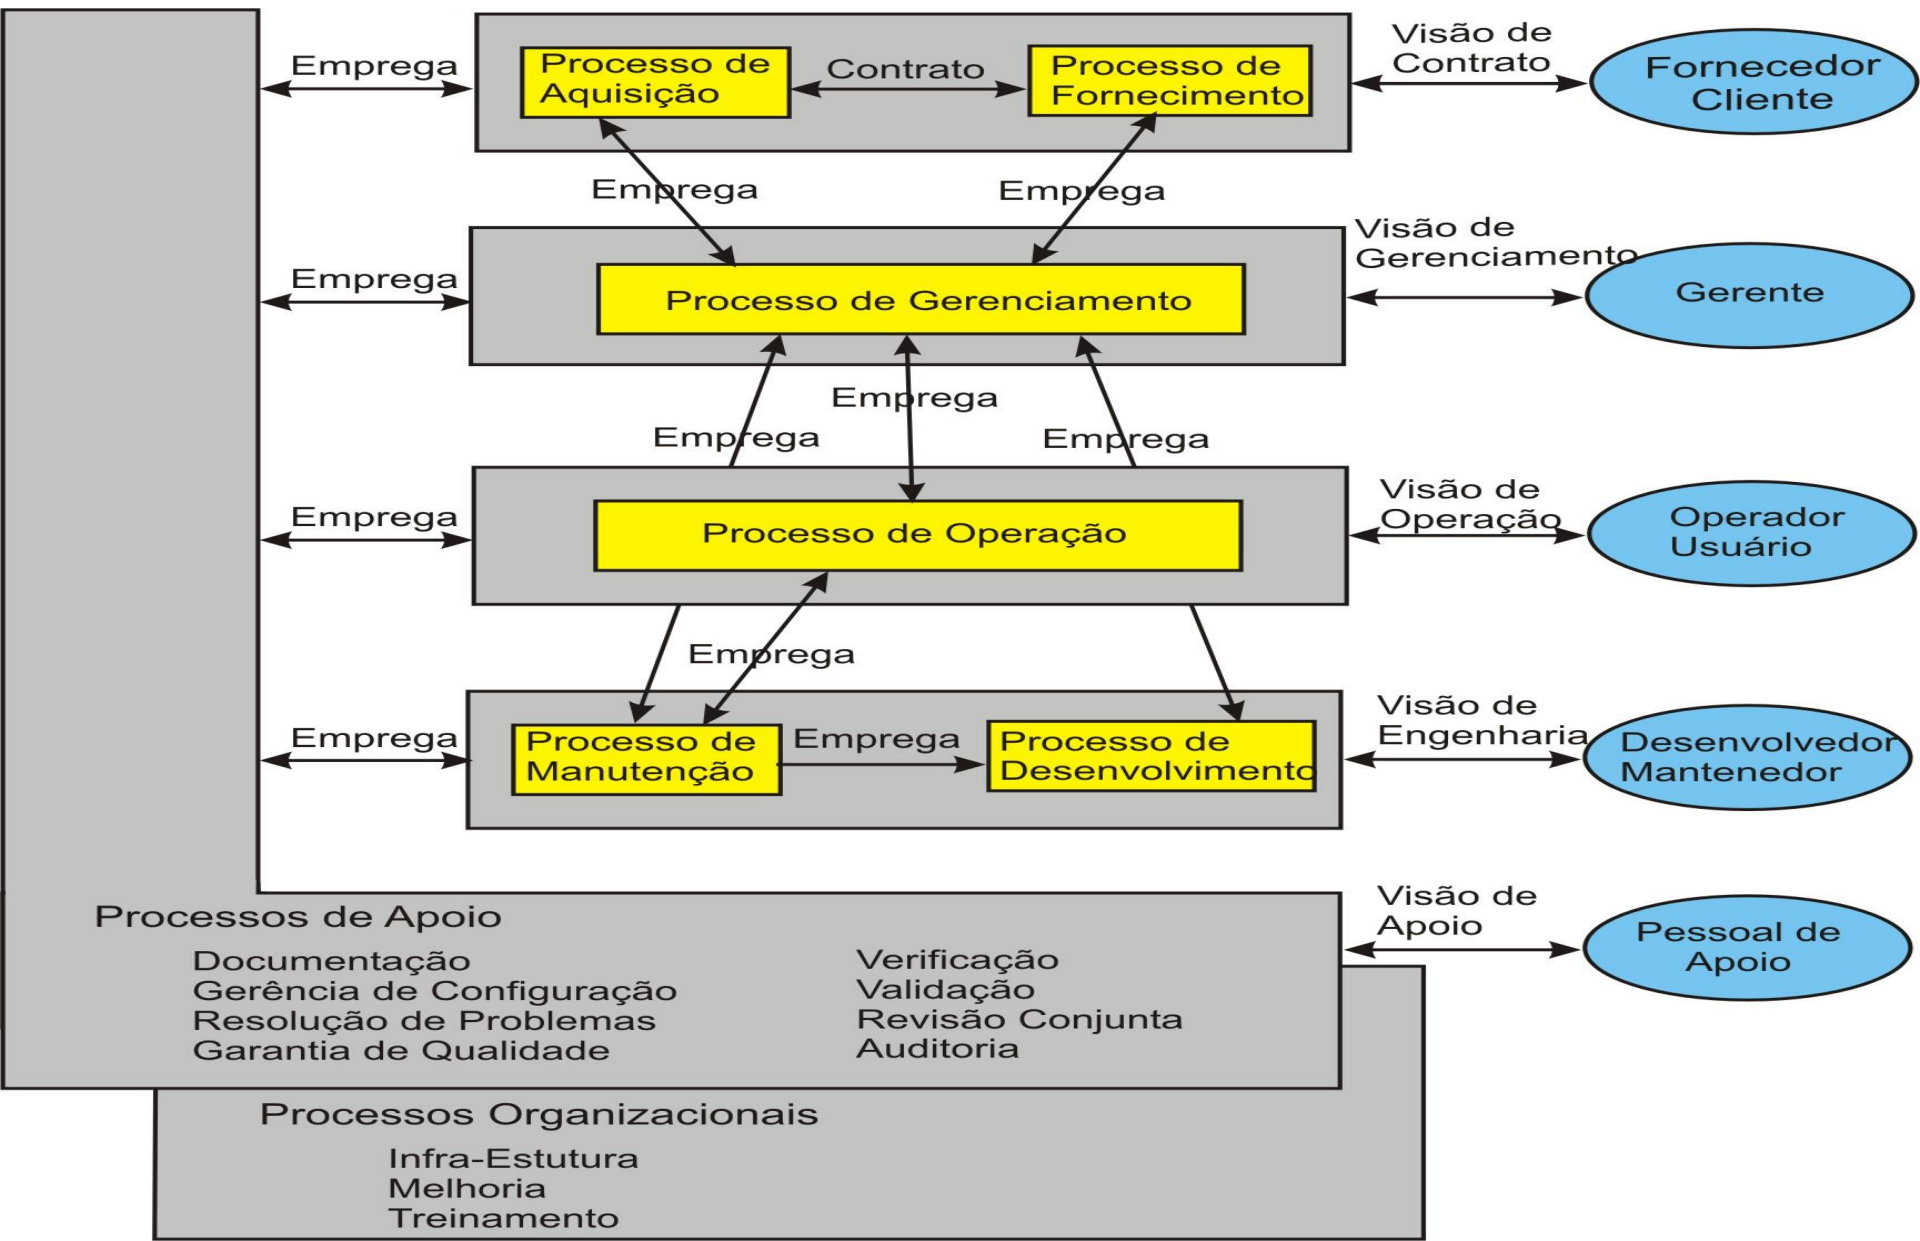 Emprega
Processo de
Aquisição
Contrato
Processo de
Fornecimento
Visão de
Contrato
Fornecedor
Cliente
Emprega
Emprega
Emprega
Processo de Gerenciamento
Visão de
Gerenciamento
Gerente
Emprega
Emprega
Emprega
Emprega
Processo de Operação
Visão de
Operação
Operador
Usuário
Emprega
Emprega
Processo de
Manutenção
Emprega
Processo de
Desenvolvimento
Visão de
Engenharia
Desenvolvedor
Mantenedor
Processos de Apoio
Documentação
Gerência de Configuração
Resolução de Problemas
Garantia de Qualidade
Verificação
Validação
Revisão Conjunta
Auditoria
Visão de
Apoio
Pessoal de
Apoio
Processos Organizacionais
Infra-Estutura
Melhoria
Treinamento